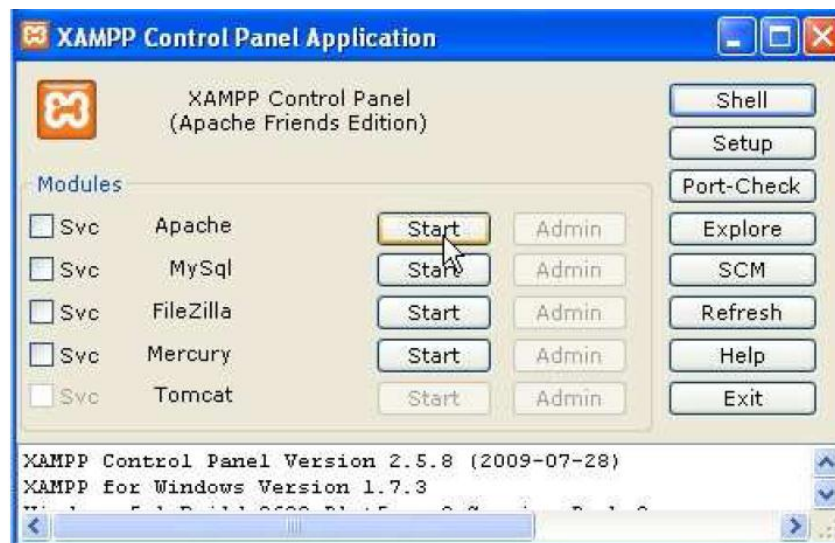 XAMPP Control Panel Application
XAMPP Control Panel
(Apache Friends Edition)
Shell
Setup
Port-Check
Explore
SCM
Refresh
Help
Exit
Modules
Svc Apache Start Admin
Svc MySql Start Admin
Svc FileZilla Start Admin
Svc Mercury Start Admin
Svc Tomcat Start Admin
XAMPP Control Panel Version 2.5.8 (2009-07-28)
XAMPP for Windows Version 1.7.3